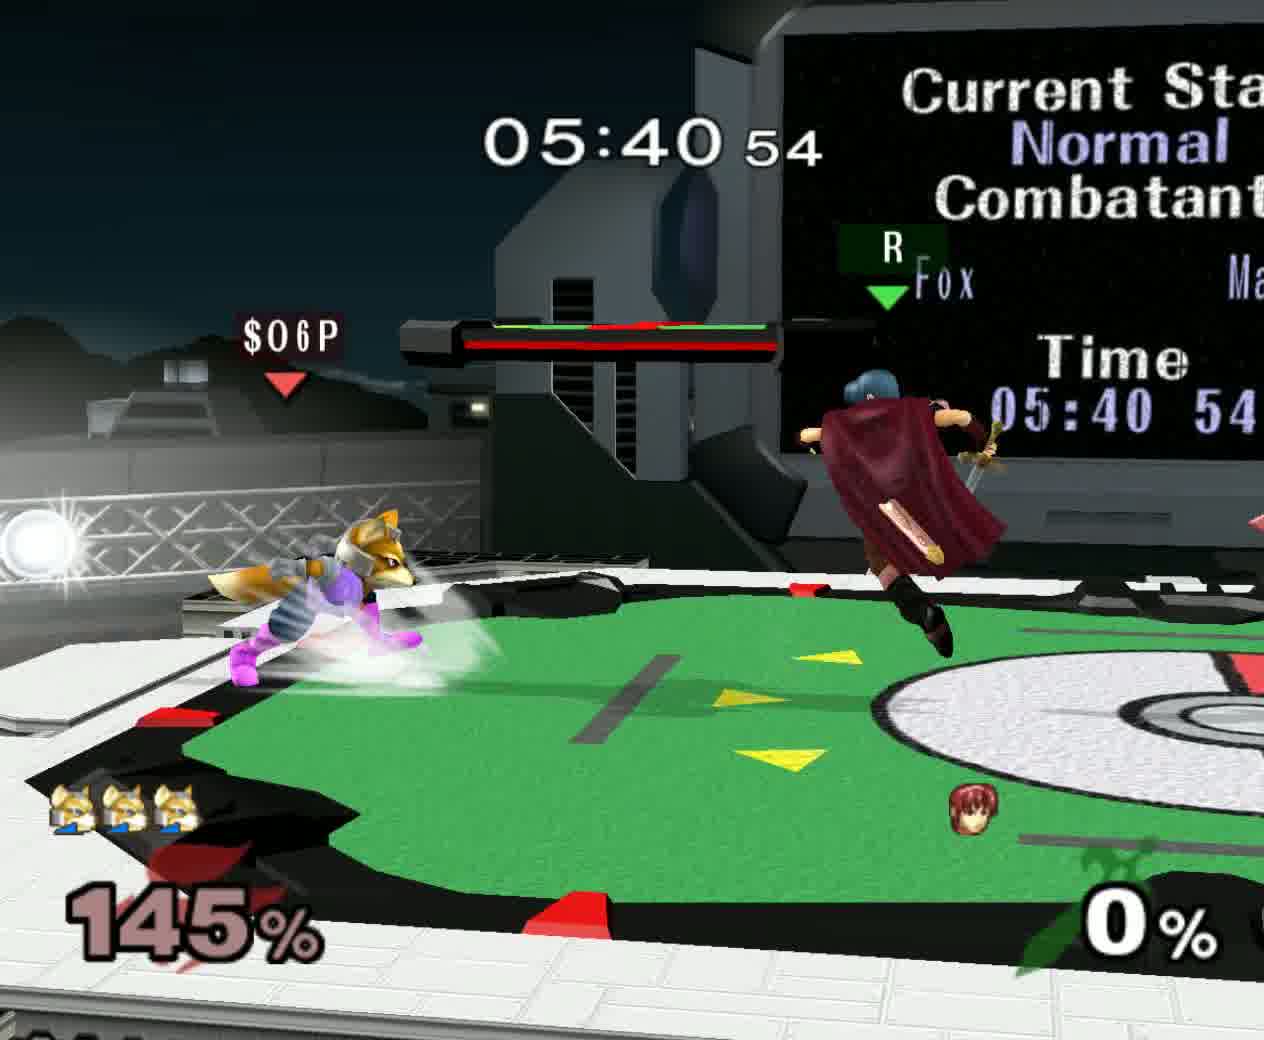 Current Sta
Normal
Combatant
Fox Ma
Time
05:40 54
05:40 54
R
$06P
145%
0%